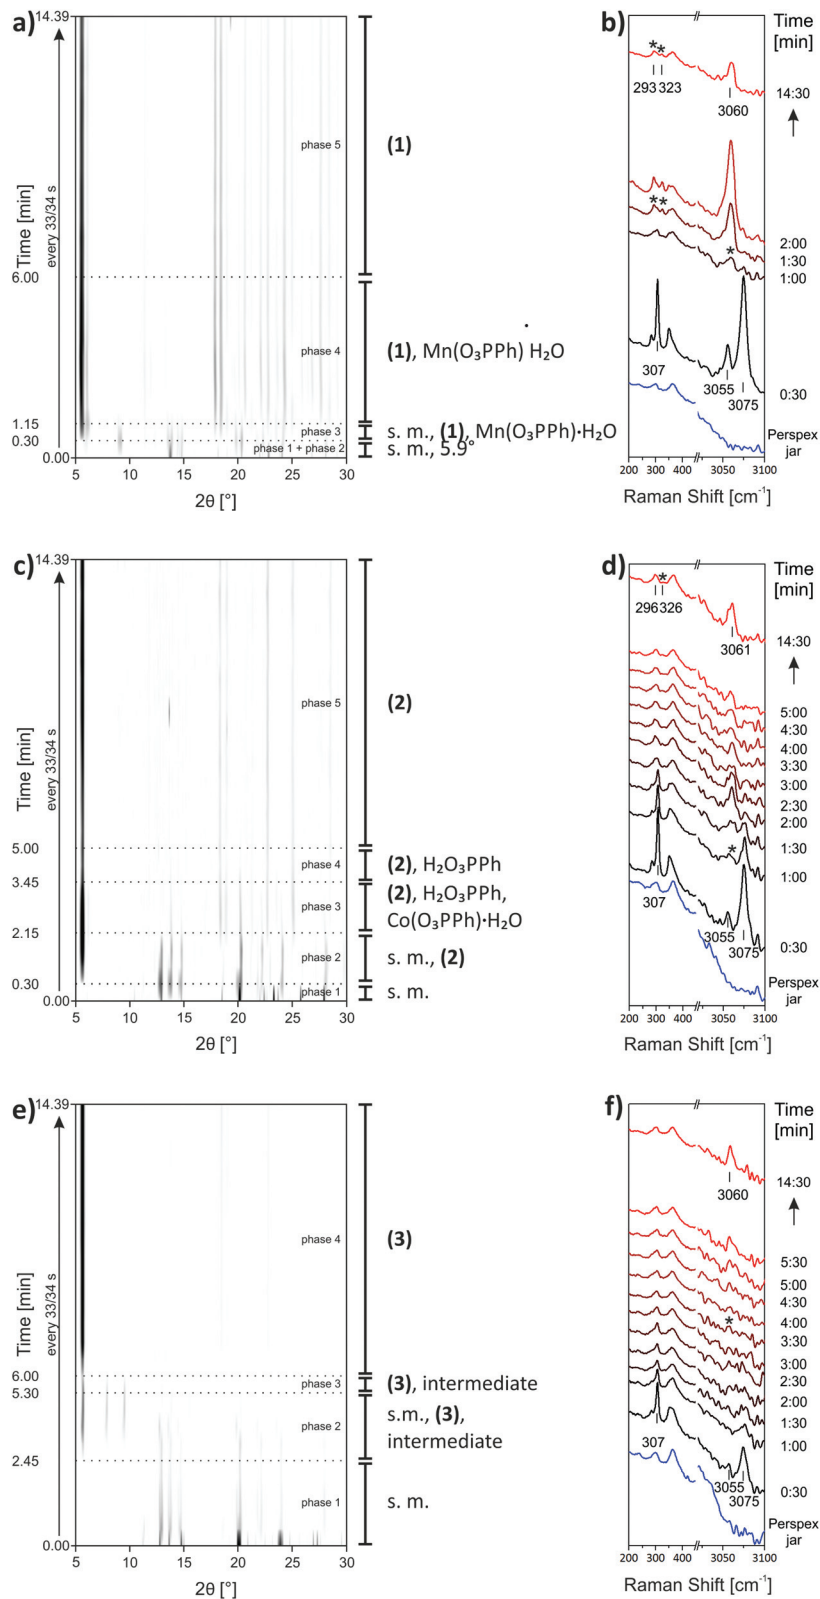 a)
14.39
6.00
1.15
0.30
0.00
Time [min]
every 33/34 s
phase 5
phase 4
phase 3
phase 1 + phase 2
5 10 15 20 25 30
2θ [°]
(1)
(1), Mn(O₃PPh) H₂O
s. m., (1), Mn(O₃PPh)·H₂O
s. m., 5.9°
b)
Time
[min]
* *
293 323
3060
14:30
* *
*
2:00
1:30
1:00
307
3055
3075
0:30
Perspex
jar
200 300 400 3050 3100
Raman Shift [cm⁻¹]
c)
14.39
5.00
3.45
2.15
0.30
0.00
Time [min]
every 33/34 s
phase 5
phase 4
phase 3
phase 2
phase 1
5 10 15 20 25 30
2θ [°]
(2)
(2), H₂O₃PPh
(2), H₂O₃PPh,
Co(O₃PPh)·H₂O
s. m., (2)
s. m.
d)
Time
[min]
*
296 326
3061
14:30
5:00
4:30
4:00
3:30
3:00
2:30
2:00
1:30
*
1:00
307
3055
3075
0:30
Perspex
jar
200 300 400 3050 3100
Raman Shift [cm⁻¹]
e)
14.39
6.00
5.30
2.45
0.00
Time [min]
every 33/34 s
phase 4
phase 3
phase 2
phase 1
5 10 15 20 25 30
2θ [°]
(3)
(3), intermediate
s.m., (3),
intermediate
s. m.
f)
Time
[min]
3060
14:30
5:30
5:00
4:30
4:00
*
3:30
3:00
2:30
2:00
1:30
1:00
307
3055
3075
0:30
Perspex
jar
200 300 400 3050 3100
Raman Shift [cm⁻¹]